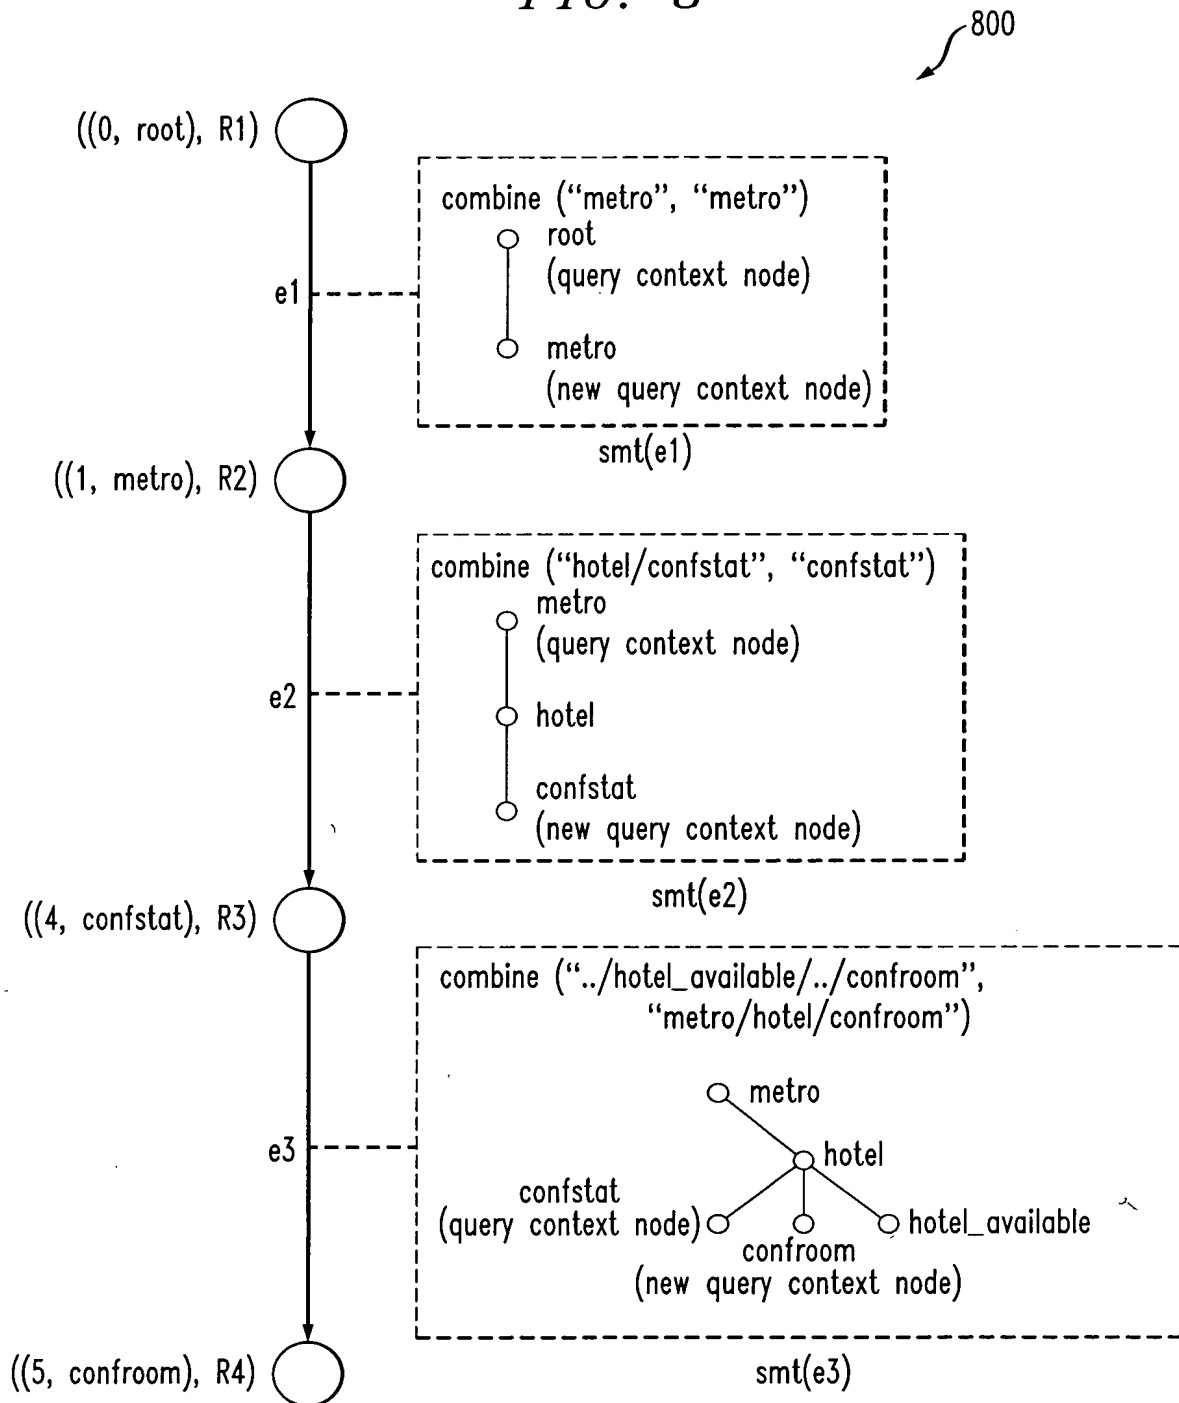 FIG. 8
800
((0, root), R1)
combine ("metro", "metro")
root
(query context node)
e1
metro
(new query context node)
smt(e1)
((1, metro), R2)
combine ("hotel/confstat", "confstat")
metro
(query context node)
e2
hotel
confstat
(new query context node)
smt(e2)
((4, confstat), R3)
combine ("../hotel_available/../confroom",
"metro/hotel/confroom")
metro
e3
hotel
confstat
(query context node)
hotel_available
confroom
(new query context node)
((5, confroom), R4)
smt(e3)